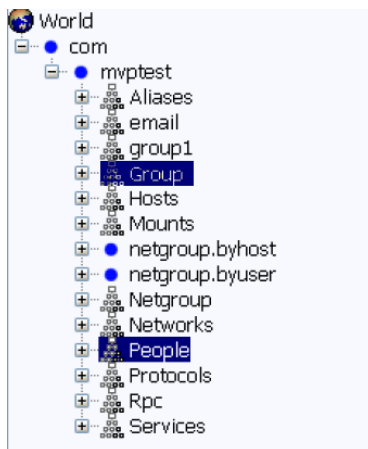 World
com
mvptest
Aliases
email
group1
Group
Hosts
Mounts
netgroup.byhost
netgroup.byuser
Netgroup
Networks
People
Protocols
Rpc
Services